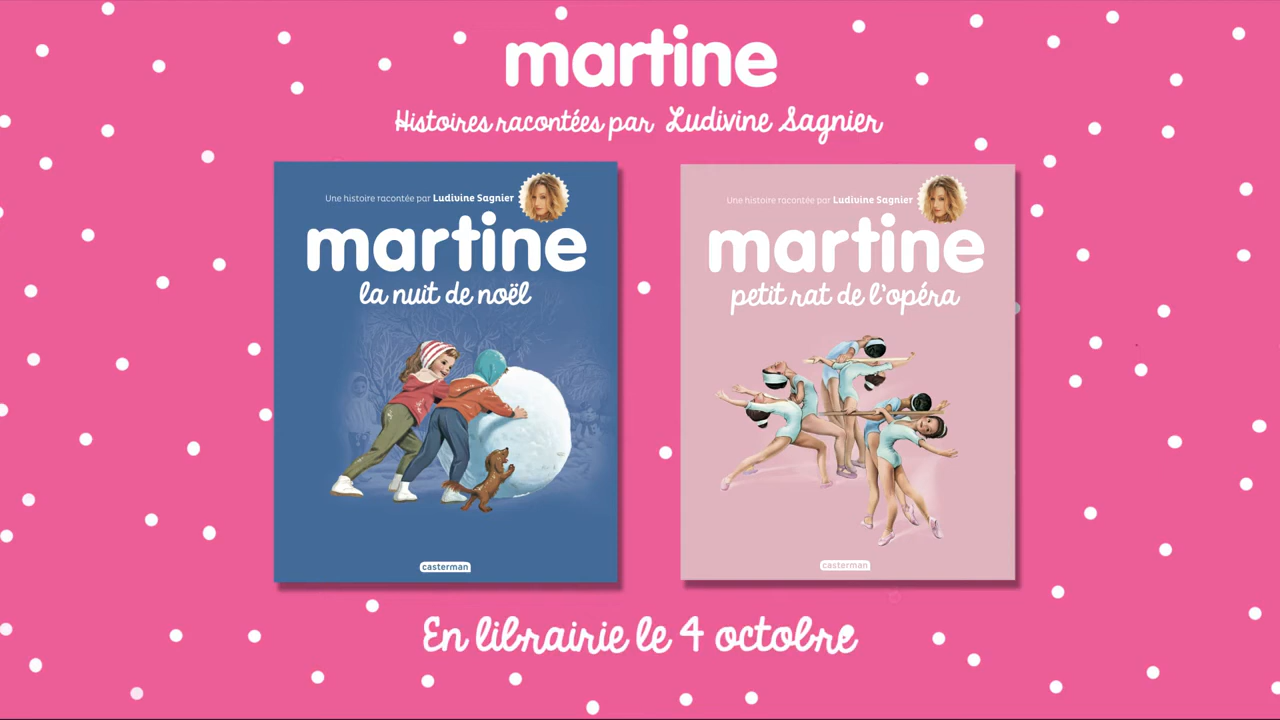 martine
Histoires racontées par Ludivine Sagnier
Une histoire racontée par Ludivine Sagnier
martine
la nuit de noël
casterman
Une histoire racontée par Ludivine Sagnier
martine
petit rat de l'opéra
casterman
En librairie le 4 octobre